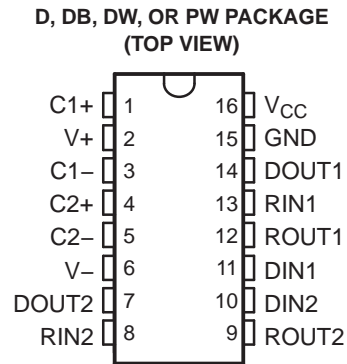 D, DB, DW, OR PW PACKAGE
(TOP VIEW)
C1+ 1 16 VCC
V+ 2 15 GND
C1− 3 14 DOUT1
C2+ 4 13 RIN1
C2− 5 12 ROUT1
V− 6 11 DIN1
DOUT2 7 10 DIN2
RIN2 8 9 ROUT2